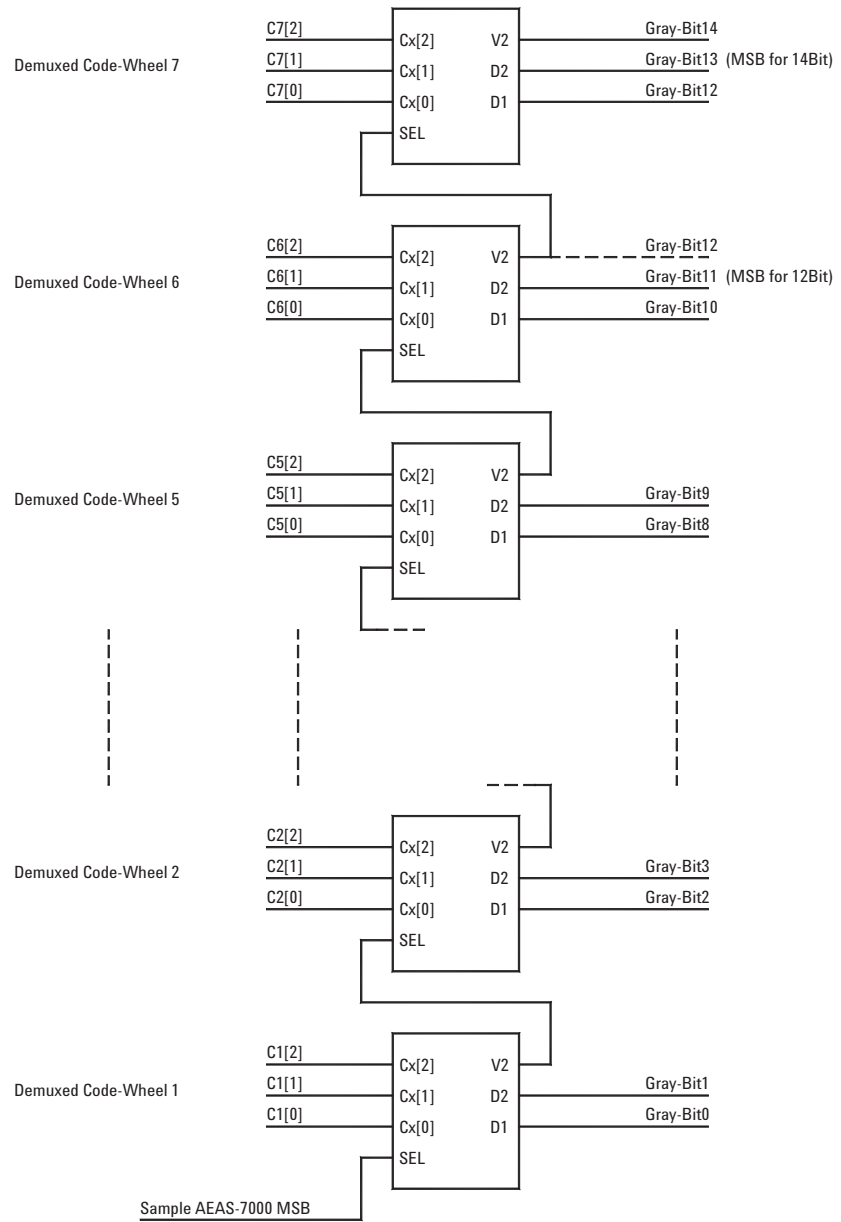 C7[2] Cx[2] V2 Gray-Bit14
Demuxed Code-Wheel 7 C7[1] Cx[1] D2 Gray-Bit13 (MSB for 14Bit)
C7[0] Cx[0] D1 Gray-Bit12
SEL
C6[2] Cx[2] V2 Gray-Bit12
Demuxed Code-Wheel 6 C6[1] Cx[1] D2 Gray-Bit11 (MSB for 12Bit)
C6[0] Cx[0] D1 Gray-Bit10
SEL
C5[2] Cx[2] V2
Demuxed Code-Wheel 5 C5[1] Cx[1] D2 Gray-Bit9
C5[0] Cx[0] D1 Gray-Bit8
SEL
C2[2] Cx[2] V2
Demuxed Code-Wheel 2 C2[1] Cx[1] D2 Gray-Bit3
C2[0] Cx[0] D1 Gray-Bit2
SEL
C1[2] Cx[2] V2
Demuxed Code-Wheel 1 C1[1] Cx[1] D2 Gray-Bit1
C1[0] Cx[0] D1 Gray-Bit0
SEL
Sample AEAS-7000 MSB